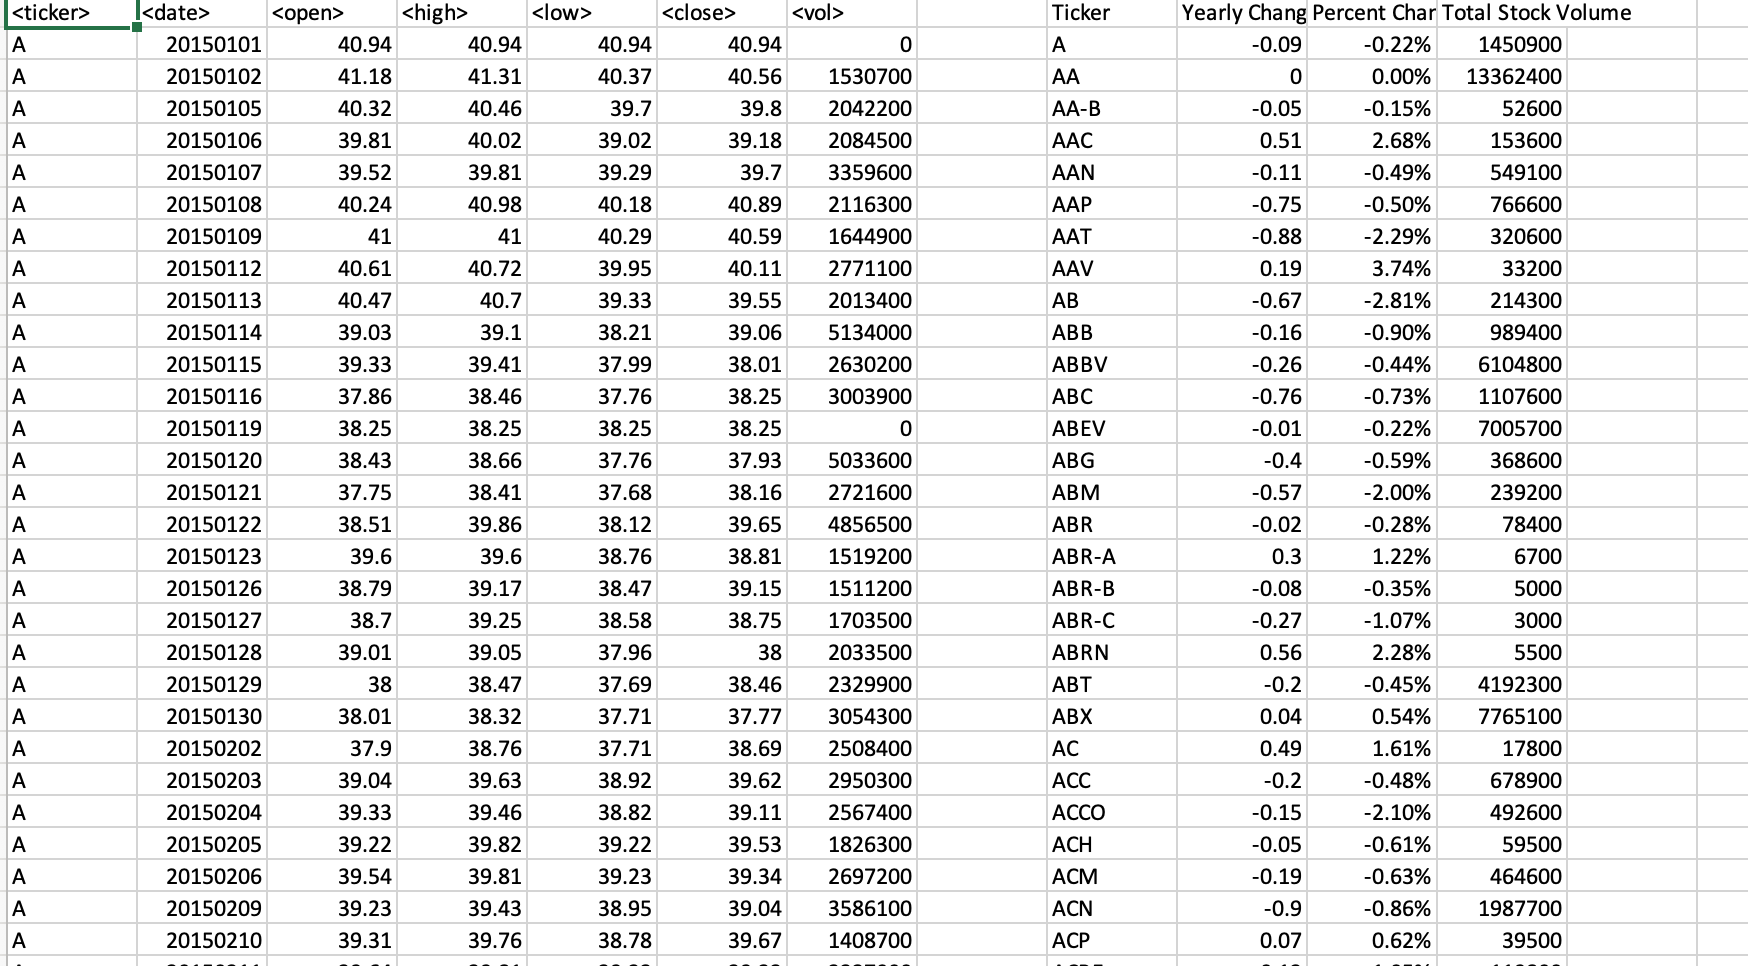 <ticker> <date> <open> <high> <low> <close> <vol> Ticker Yearly Chang Percent Char Total Stock Volume
A 20150101 40.94 40.94 40.94 40.94 0 A -0.09 -0.22% 1450900
A 20150102 41.18 41.31 40.37 40.56 1530700 AA 0 0.00% 13362400
A 20150105 40.32 40.46 39.7 39.8 2042200 AA-B -0.05 -0.15% 52600
A 20150106 39.81 40.02 39.02 39.18 2084500 AAC 0.51 2.68% 153600
A 20150107 39.52 39.81 39.29 39.7 3359600 AAN -0.11 -0.49% 549100
A 20150108 40.24 40.98 40.18 40.89 2116300 AAP -0.75 -0.50% 766600
A 20150109 41 41 40.29 40.59 1644900 AAT -0.88 -2.29% 320600
A 20150112 40.61 40.72 39.95 40.11 2771100 AAV 0.19 3.74% 33200
A 20150113 40.47 40.7 39.33 39.55 2013400 AB -0.67 -2.81% 214300
A 20150114 39.03 39.1 38.21 39.06 5134000 ABB -0.16 -0.90% 989400
A 20150115 39.33 39.41 37.99 38.01 2630200 ABBV -0.26 -0.44% 6104800
A 20150116 37.86 38.46 37.76 38.25 3003900 ABC -0.76 -0.73% 1107600
A 20150119 38.25 38.25 38.25 38.25 0 ABEV -0.01 -0.22% 7005700
A 20150120 38.43 38.66 37.76 37.93 5033600 ABG -0.4 -0.59% 368600
A 20150121 37.75 38.41 37.68 38.16 2721600 ABM -0.57 -2.00% 239200
A 20150122 38.51 39.86 38.12 39.65 4856500 ABR -0.02 -0.28% 78400
A 20150123 39.6 39.6 38.76 38.81 1519200 ABR-A 0.3 1.22% 6700
A 20150126 38.79 39.17 38.47 39.15 1511200 ABR-B -0.08 -0.35% 5000
A 20150127 38.7 39.25 38.58 38.75 1703500 ABR-C -0.27 -1.07% 3000
A 20150128 39.01 39.05 37.96 38 2033500 ABRN 0.56 2.28% 5500
A 20150129 38 38.47 37.69 38.46 2329900 ABT -0.2 -0.45% 4192300
A 20150130 38.01 38.32 37.71 37.77 3054300 ABX 0.04 0.54% 7765100
A 20150202 37.9 38.76 37.71 38.69 2508400 AC 0.49 1.61% 17800
A 20150203 39.04 39.63 38.92 39.62 2950300 ACC -0.2 -0.48% 678900
A 20150204 39.33 39.46 38.82 39.11 2567400 ACCO -0.15 -2.10% 492600
A 20150205 39.22 39.82 39.22 39.53 1826300 ACH -0.05 -0.61% 59500
A 20150206 39.54 39.81 39.23 39.34 2697200 ACM -0.19 -0.63% 464600
A 20150209 39.23 39.43 38.95 39.04 3586100 ACN -0.9 -0.86% 1987700
A 20150210 39.31 39.76 38.78 39.67 1408700 ACP 0.07 0.62% 39500